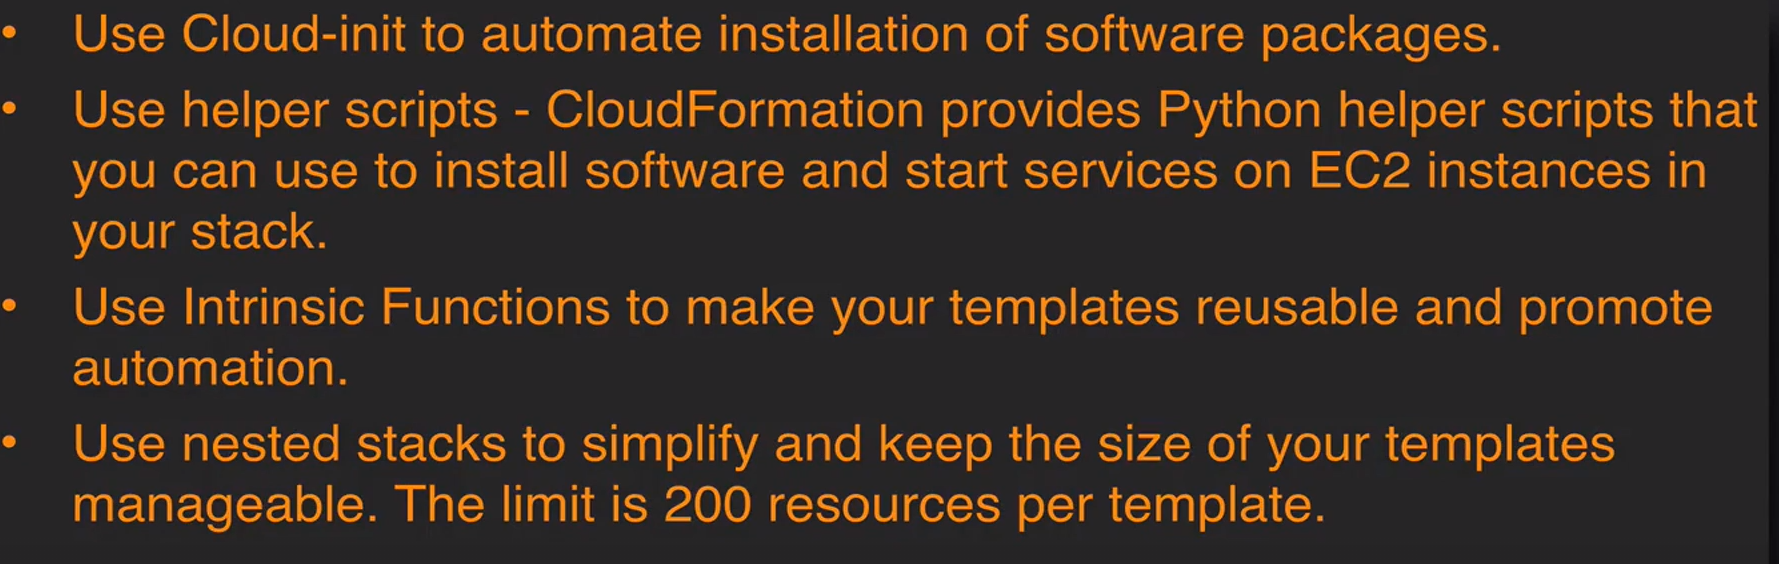 • Use Cloud-init to automate installation of software packages.
• Use helper scripts - CloudFormation provides Python helper scripts that
you can use to install software and start services on EC2 instances in
your stack.
• Use Intrinsic Functions to make your templates reusable and promote
automation.
• Use nested stacks to simplify and keep the size of your templates
manageable. The limit is 200 resources per template.